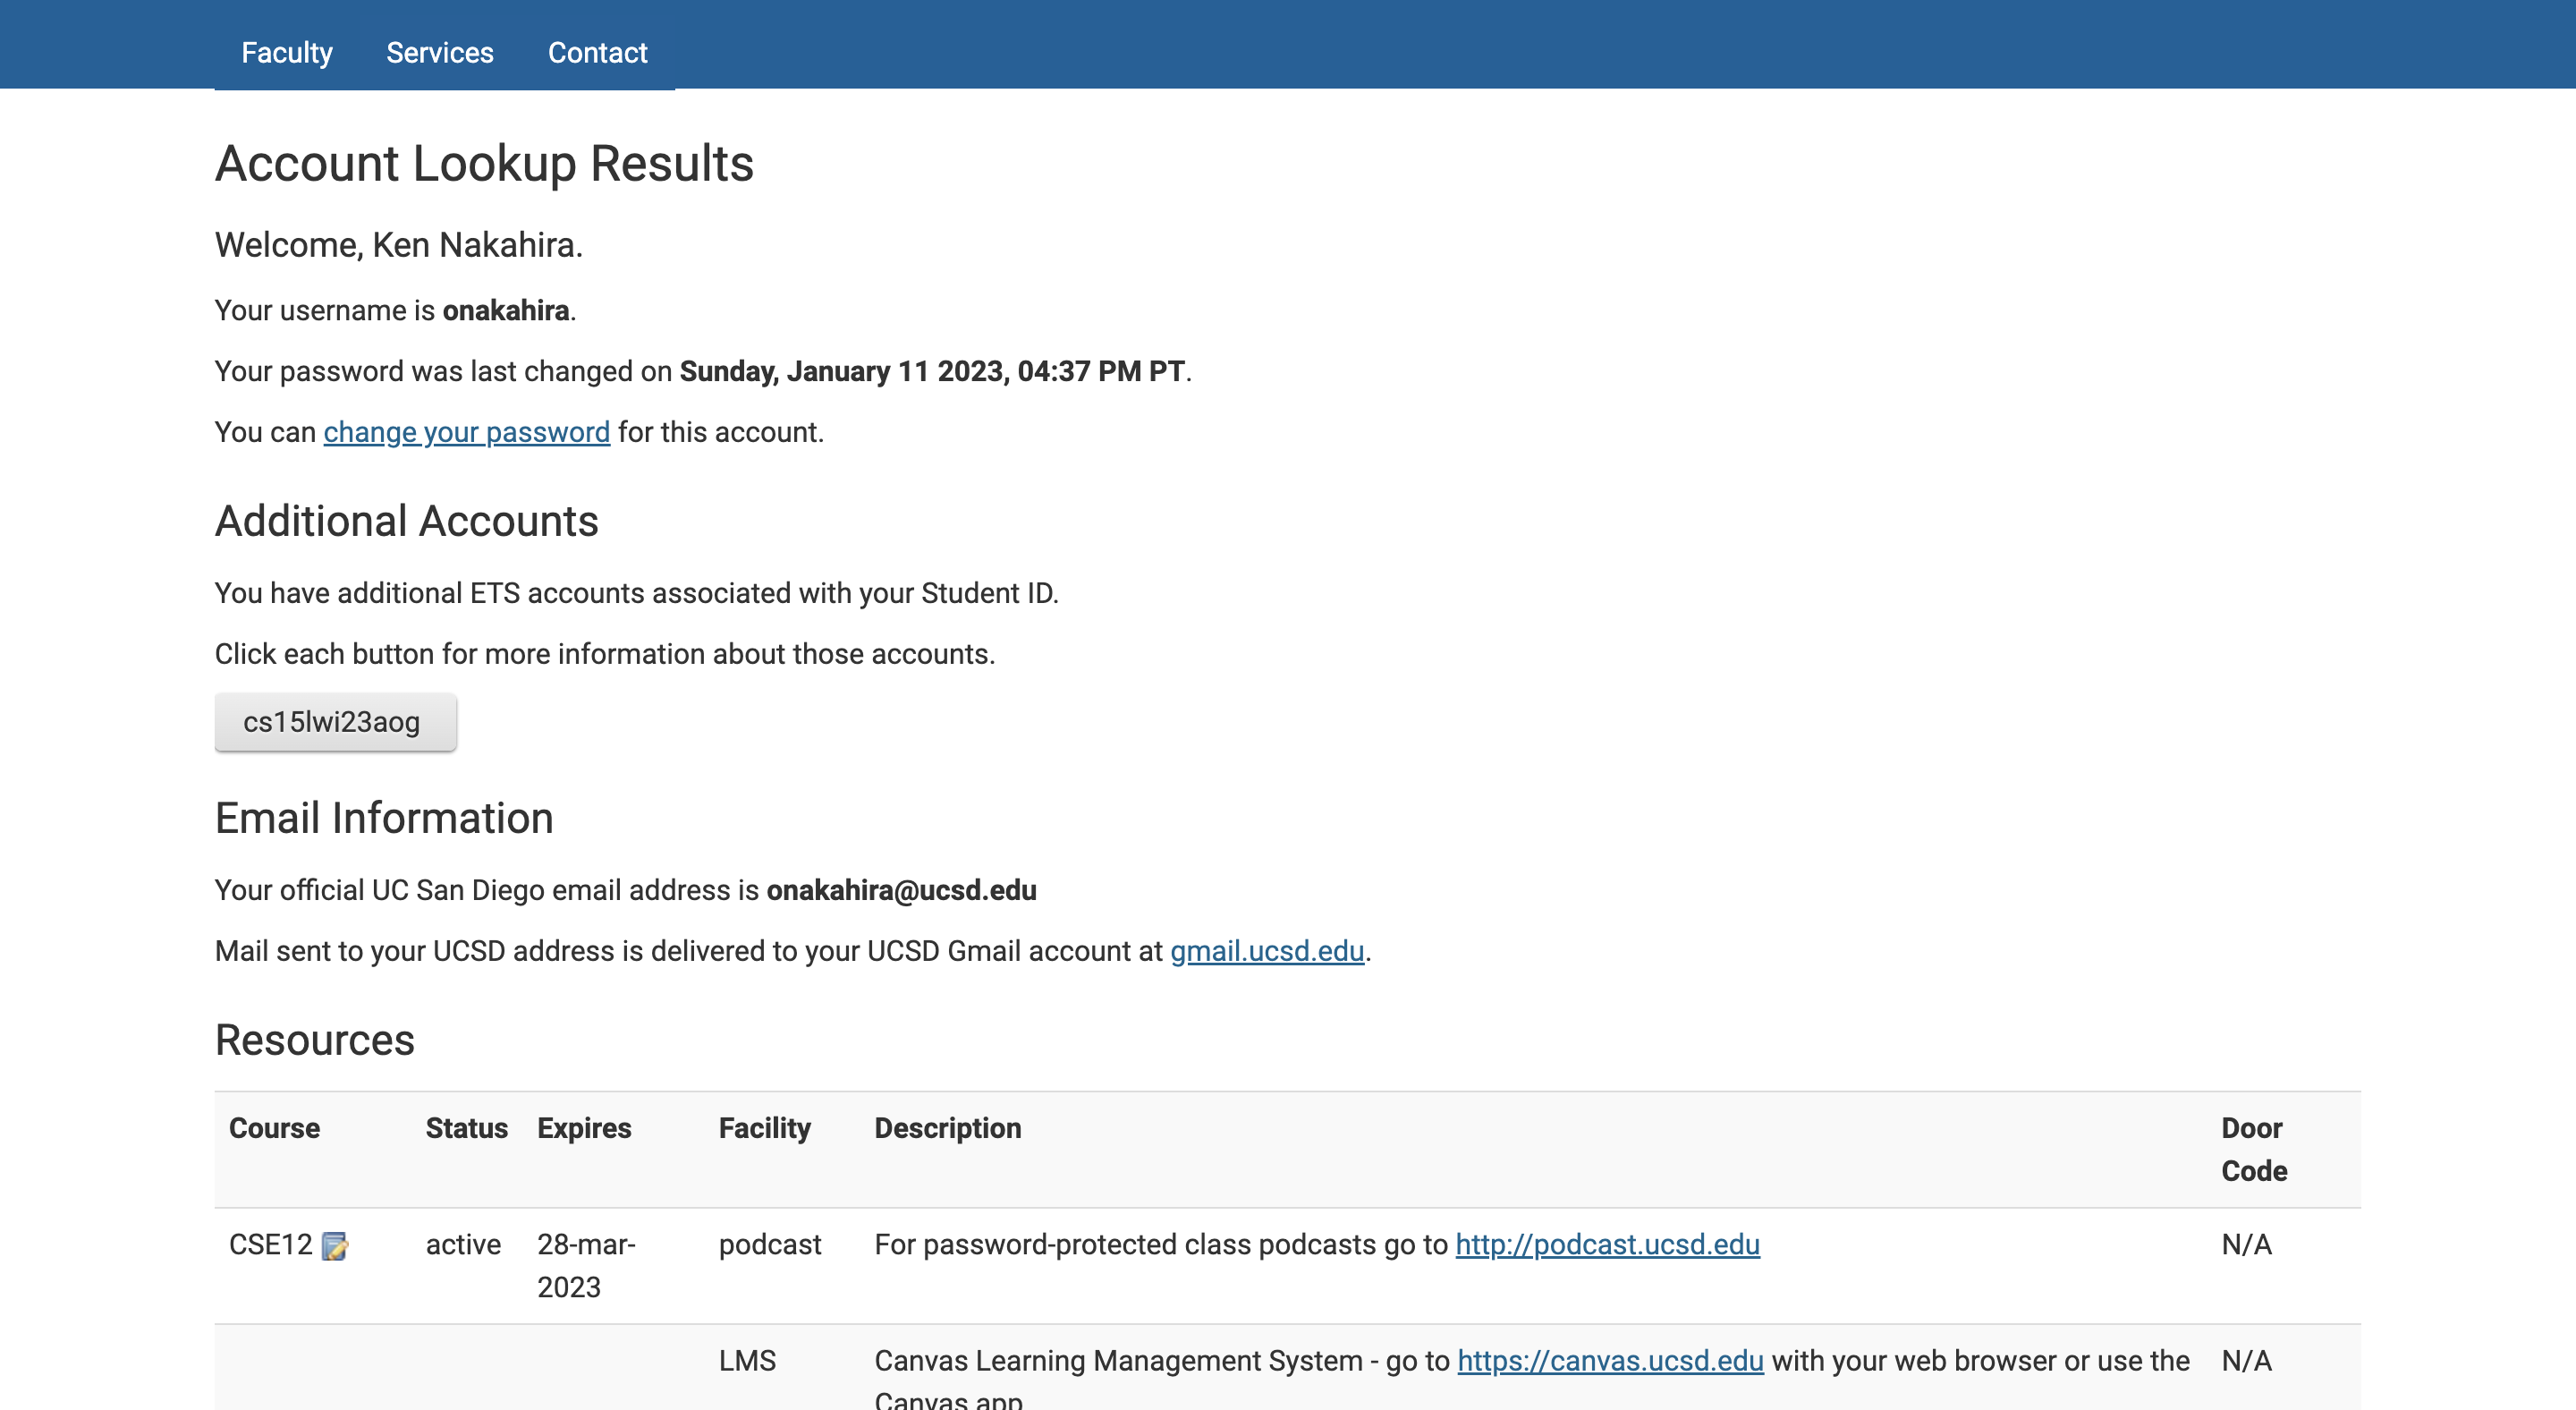 Faculty Services Contact
Account Lookup Results
Welcome, Ken Nakahira.
Your username is onakahira.
Your password was last changed on Sunday, January 11 2023, 04:37 PM PT.
You can change your password for this account.
Additional Accounts
You have additional ETS accounts associated with your Student ID.
Click each button for more information about those accounts.
cs15lwi23aog
Email Information
Your official UC San Diego email address is onakahira@ucsd.edu
Mail sent to your UCSD address is delivered to your UCSD Gmail account at gmail.ucsd.edu.
Resources
Course Status Expires Facility Description Door
Code
CSE12 active 28-mar- podcast For password-protected class podcasts go to http://podcast.ucsd.edu N/A
2023
LMS Canvas Learning Management System - go to https://canvas.ucsd.edu with your web browser or use the N/A
Canvas app